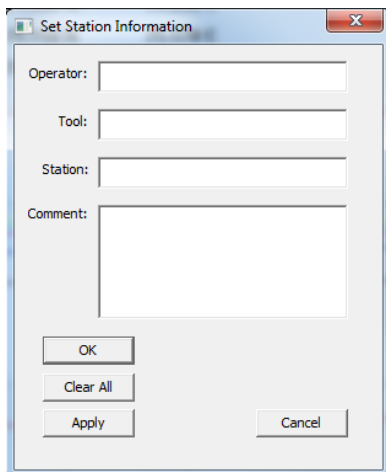 Set Station Information
Operator:
Tool:
Station:
Comment:
OK
Clear All
Apply
Cancel